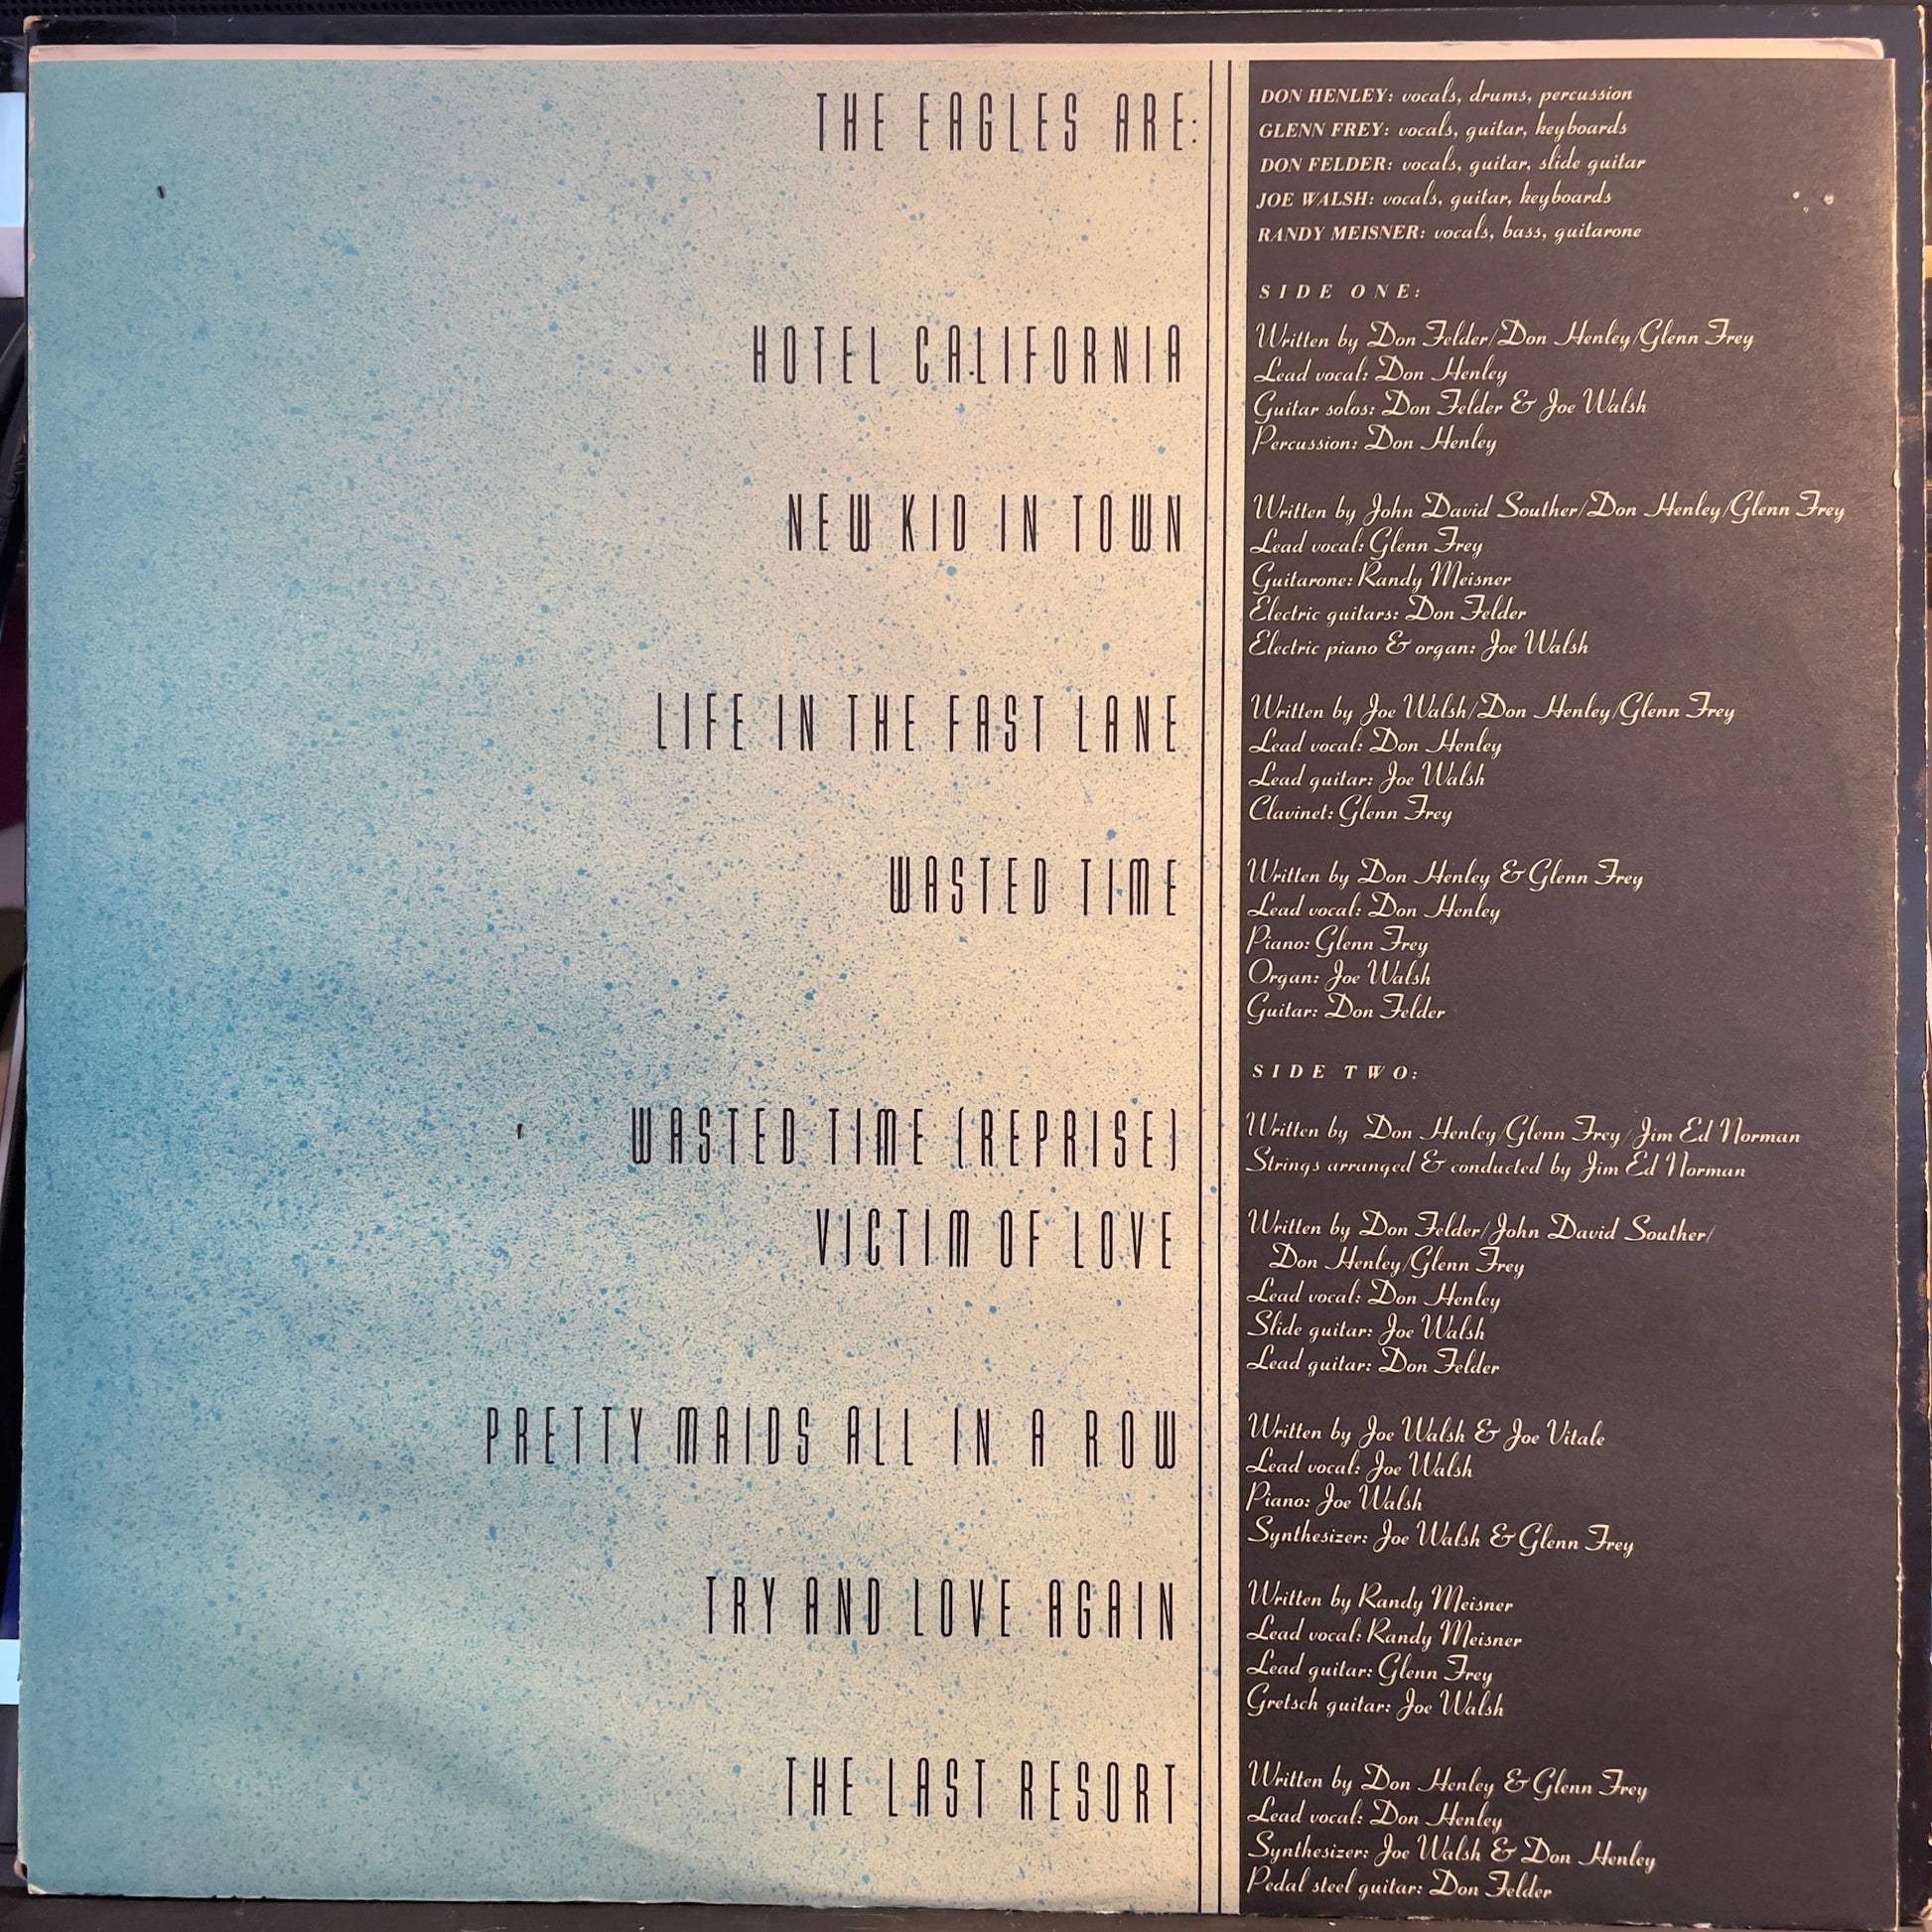 THE EAGLES ARE:
DON HENLEY: vocals, drums, percussion
GLENN FREY: vocals, guitar, keyboards
DON FELDER: vocals, guitar, slide guitar
JOE WALSH: vocals, guitar, keyboards
RANDY MEISNER: vocals, bass, guitarone
SIDE ONE:
HOTEL CALIFORNIA
Written by Don Felder/Don Henley/Glenn Frey
Lead vocal: Don Henley
Guitar solos: Don Felder & Joe Walsh
Percussion: Don Henley
NEW KID IN TOWN
Written by John David Souther/Don Henley/Glenn Frey
Lead vocal: Glenn Frey
Guitarone: Randy Meisner
Electric guitars: Don Felder
Electric piano & organ: Joe Walsh
LIFE IN THE FAST LANE
Written by Joe Walsh/Don Henley/Glenn Frey
Lead vocal: Don Henley
Lead guitar: Joe Walsh
Clavinet: Glenn Frey
WASTED TIME
Written by Don Henley & Glenn Frey
Lead vocal: Don Henley
Piano: Glenn Frey
Organ: Joe Walsh
Guitar: Don Felder
SIDE TWO:
WASTED TIME (REPRISE)
Written by Don Henley/Glenn Frey/Jim Ed Norman
Strings arranged & conducted by Jim Ed Norman
VICTIM OF LOVE
Written by Don Felder/John David Souther/
Don Henley/Glenn Frey
Lead vocal: Don Henley
Slide guitar: Joe Walsh
Lead guitar: Don Felder
PRETTY MAIDS ALL IN A ROW
Written by Joe Walsh & Joe Vitale
Lead vocal: Joe Walsh
Piano: Joe Walsh
Synthesizer: Joe Walsh & Glenn Frey
TRY AND LOVE AGAIN
Written by Randy Meisner
Lead vocal: Randy Meisner
Lead guitar: Glenn Frey
Gretsch guitar: Joe Walsh
THE LAST RESORT
Written by Don Henley & Glenn Frey
Lead vocal: Don Henley
Synthesizer: Joe Walsh & Don Henley
Pedal steel guitar: Don Felder